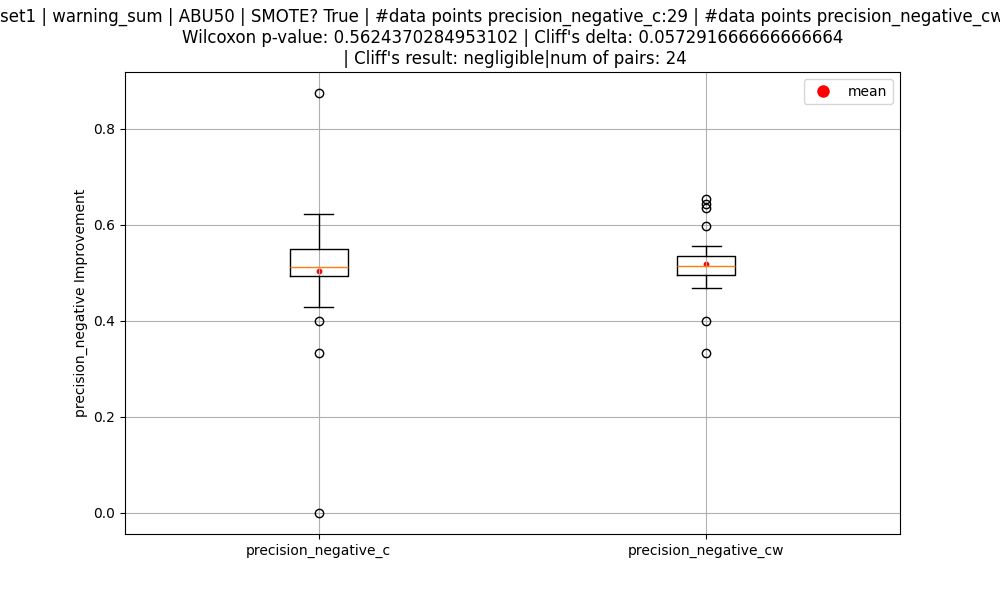 set1 | warning_sum | ABU50 | SMOTE? True | #data points precision_negative_c:29 | #data points precision_negative_cw
Wilcoxon p-value: 0.5624370284953102 | Cliff's delta: 0.057291666666666664
| Cliff's result: negligible|num of pairs: 24
mean
0.8
0.6
0.4
0.2
0.0
precision_negative Improvement
precision_negative_c
precision_negative_cw